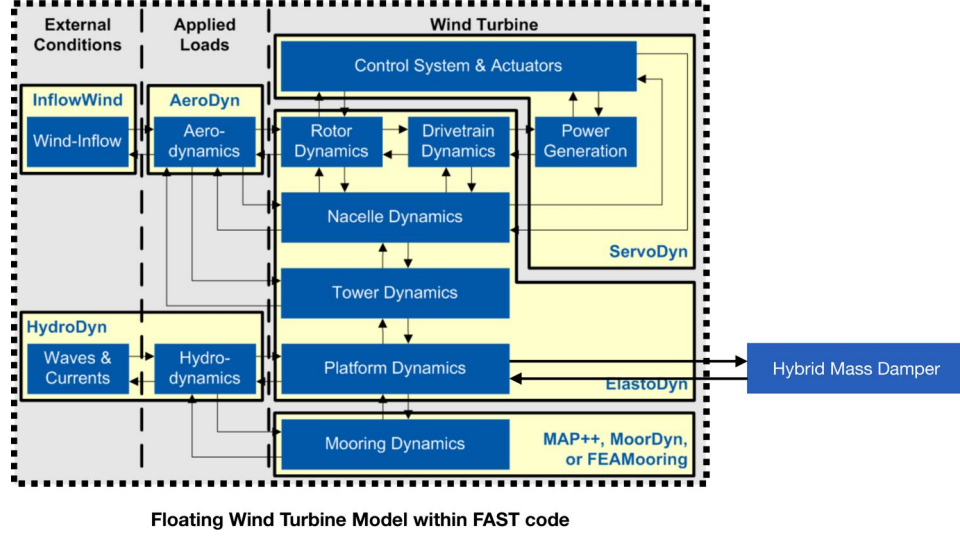 External
Conditions
Applied
Loads
Wind Turbine
Control System & Actuators
InflowWind
AeroDyn
Wind-Inflow
Aero-
dynamics
Rotor
Dynamics
Drivetrain
Dynamics
Power
Generation
Nacelle Dynamics
ServoDyn
Tower Dynamics
HydroDyn
Waves &
Currents
Hydro-
dynamics
Platform Dynamics
ElastoDyn
Hybrid Mass Damper
Mooring Dynamics
MAP++, MoorDyn,
or FEAMooring
Floating Wind Turbine Model within FAST code